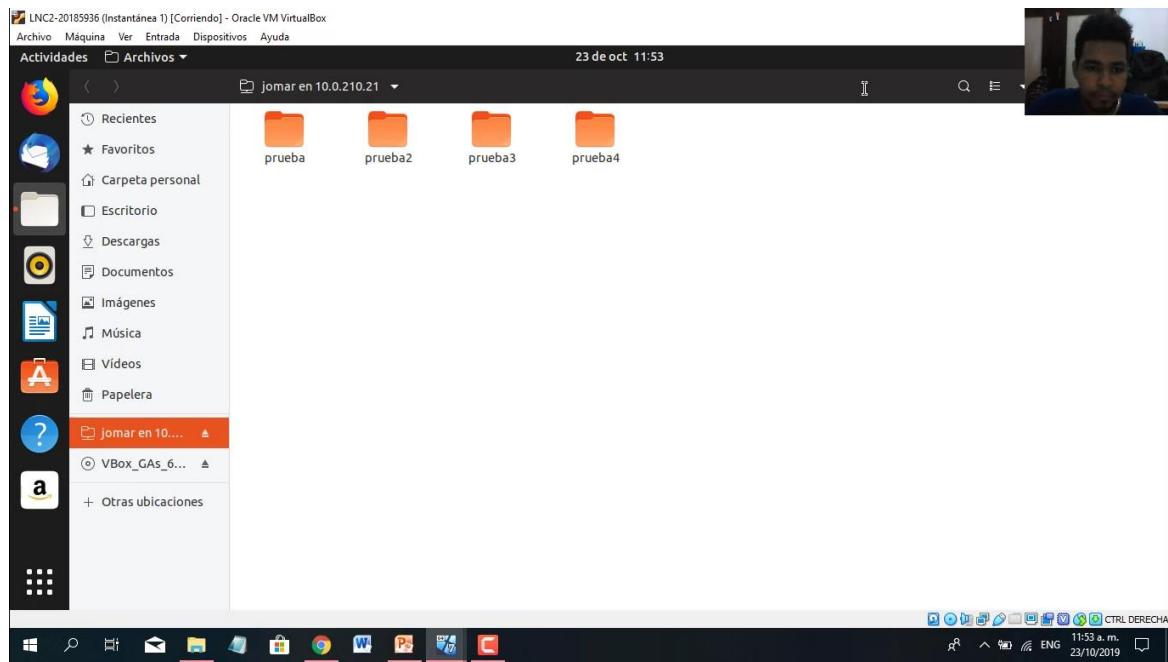 LNC2-20185936 (Instantánea 1) [Corriendo] - Oracle VM VirtualBox
Archivo Máquina Ver Entrada Dispositivos Ayuda
Actividades Archivos 23 de oct 11:53
jomar en 10.0.210.21
Recientes
Favoritos
Carpeta personal
Escritorio
Descargas
Documentos
Imágenes
Música
Vídeos
Papelera
jomar en 10....
VBox_GAs_6...
+ Otras ubicaciones
prueba prueba2 prueba3 prueba4
CTRL DERECHA
ENG 11:53 a. m.
23/10/2019